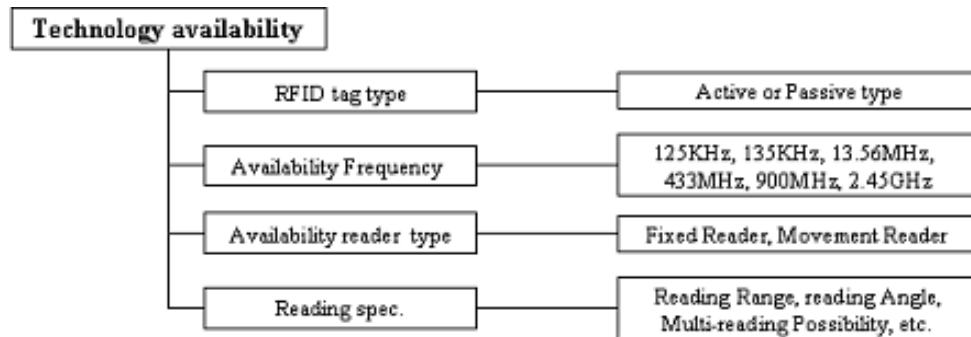 Technology availability
RFID tag type
Active or Passive type
Availability Frequency
125KHz, 135KHz, 13.56MHz,
433MHz, 900MHz, 2.45GHz
Availability reader type
Fixed Reader, Movement Reader
Reading spec.
Reading Range, reading Angle,
Multi-reading Possibility, etc.